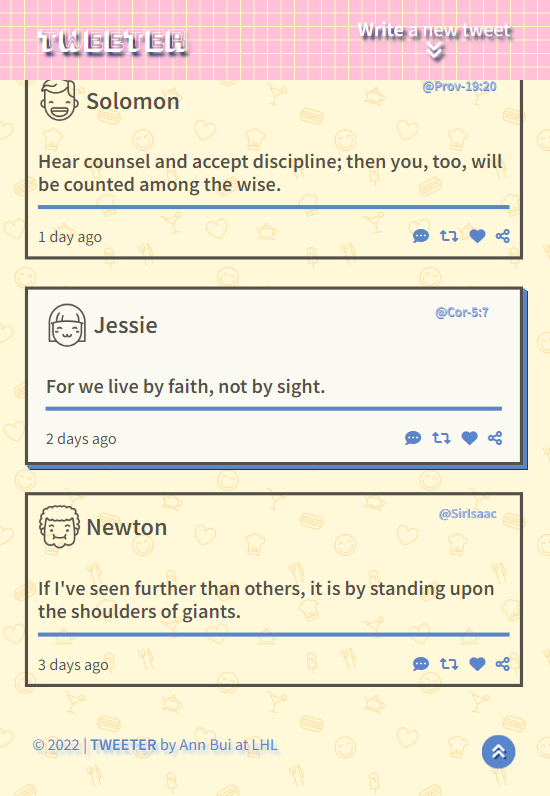 TWEETER
Write a new tweet
Solomon
@Prov-19:20
Hear counsel and accept discipline; then you, too, will
be counted among the wise.
1 day ago
Jessie
@Cor-5:7
For we live by faith, not by sight.
2 days ago
Newton
@SirIsaac
If I've seen further than others, it is by standing upon
the shoulders of giants.
3 days ago
© 2022 | TWEETER by Ann Bui at LHL